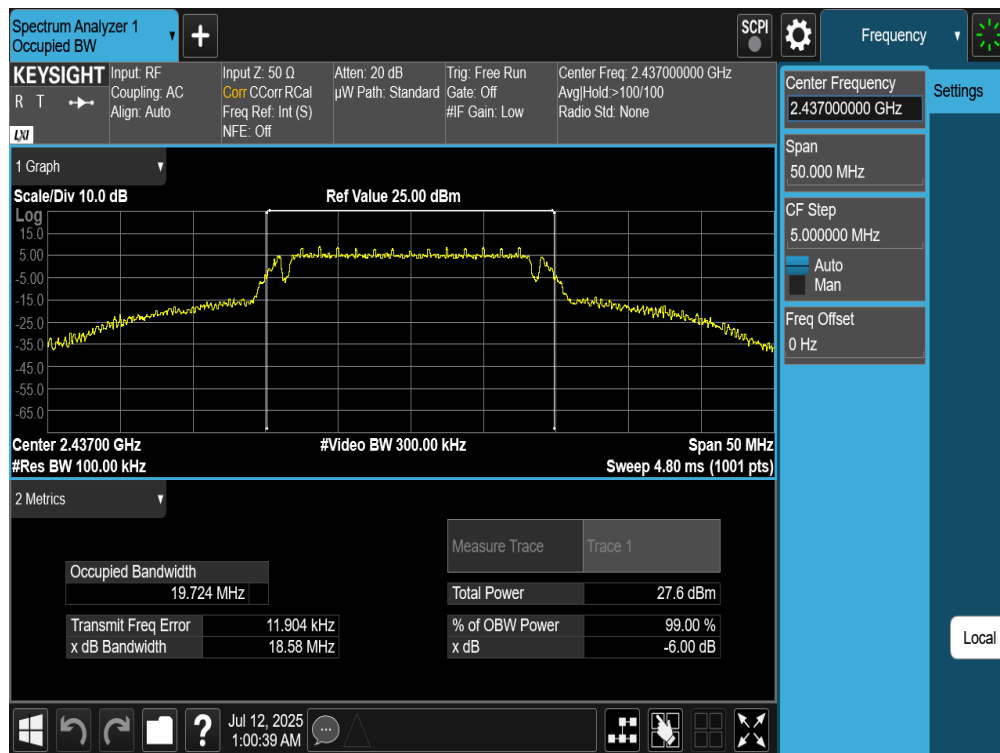 Spectrum Analyzer 1
Occupied BW
+
SCPI
Frequency
KEYSIGHT
R T
LXI
Input: RF
Coupling: AC
Align: Auto
Input Z: 50 Ω
Corr CCorr RCal
Freq Ref: Int (S)
NFE: Off
Atten: 20 dB
µW Path: Standard
Trig: Free Run
Gate: Off
#IF Gain: Low
Center Freq: 2.437000000 GHz
Avg|Hold:>100/100
Radio Std: None
Center Frequency
2.437000000 GHz
Settings
Span
50.000 MHz
CF Step
5.000000 MHz
Auto
Man
Freq Offset
0 Hz
1 Graph
Scale/Div 10.0 dB
Ref Value 25.00 dBm
Log
15.0
5.00
-5.00
-15.0
-25.0
-35.0
-45.0
-55.0
-65.0
Center 2.43700 GHz
#Video BW 300.00 kHz
Span 50 MHz
#Res BW 100.00 kHz
Sweep 4.80 ms (1001 pts)
2 Metrics
Measure Trace
Trace 1
Occupied Bandwidth
19.724 MHz
Total Power
27.6 dBm
Transmit Freq Error
11.904 kHz
% of OBW Power
99.00 %
x dB Bandwidth
18.58 MHz
x dB
-6.00 dB
Local
?
Jul 12, 2025
1:00:39 AM